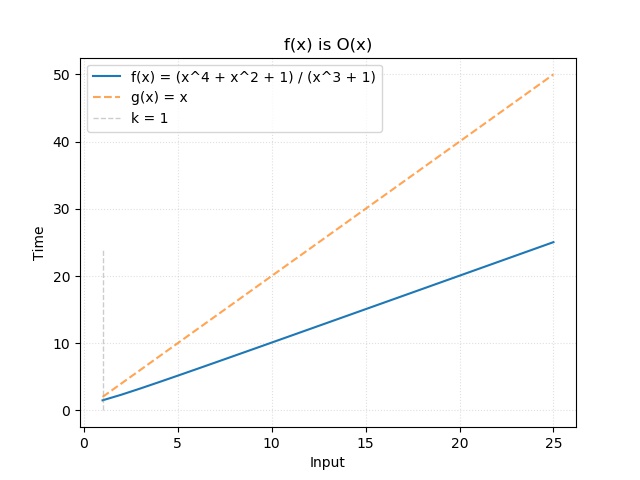 f(x) is O(x)
f(x) = (x^4 + x^2 + 1) / (x^3 + 1)
g(x) = x
k = 1
50
40
30
20
10
0
Time
0 5 10 15 20 25
Input